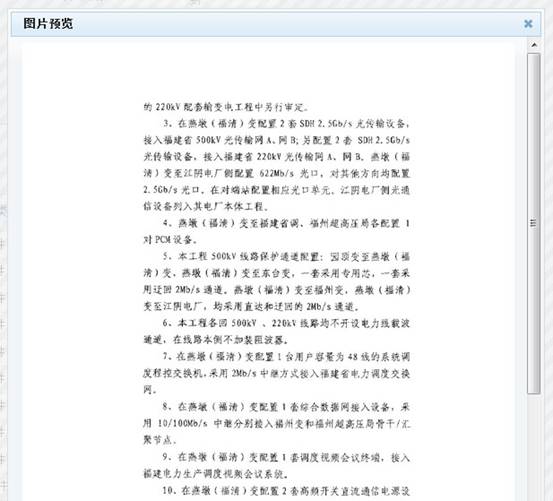 图片预览
的 220kV 配套输变电工程中另行审定。
3、在燕墩（福清）变配置 2 套 SDH 2.5Gb/s 光传输设备，
接入福建省 500kV 光传输网 A、网 B；另配置 2 套 SDH 2.5Gb/s
光传输设备，接入福建省 220kV 光传输网 A、网 B。燕墩（福
清）变至江阴电厂侧配置 622Mb/s 光口，对其他方向均配置
2.5Gb/s 光口。在对端站配置相应光口单元。江阴电厂侧光通
信设备列入其电厂本体工程。
4、燕墩（福清）变至福建省调、福州超高压局各配置 1
对 PCM 设备。
5、本工程 500kV 线路保护通道配置：变至燕墩（福
清）变、燕墩（福清）变至东台变，一套采用专用芯，一套采
用迂回 2Mb/s 通道。燕墩（福清）变至福州变，燕墩（福清）
变至江阴电厂，均采用直达和迂回的 2Mb/s 通道。
6、本工程各回 500kV 、220kV 线路均不开设电力线载波
通道，在线路本侧不加装阻波器。
7、在燕墩（福清）变配置 1 台用户容量为 48 线的系统调
度程控交换机，采用 2Mb/s 中继方式接入福建省电力调度交换
网。
8、在燕墩（福清）变配置 1 套综合数据网接入设备，采
用 10/100Mb/s 中继分别接入福州变和福州超高压局骨干/汇
聚节点。
9、在燕墩（福清）变配置 1 套调度视频会议终端，接入
福建电力生产调度视频会议系统。
10、在燕墩（福清）变配置 2 套高频开关直流通信电源设